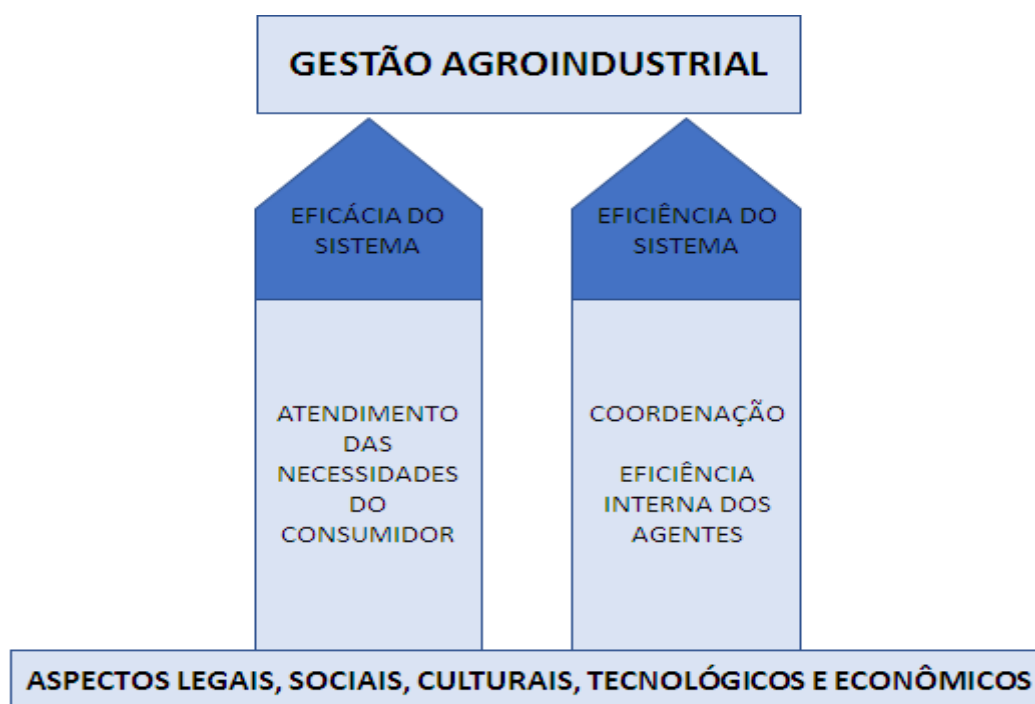 GESTÃO AGROINDUSTRIAL
EFICÁCIA DO
SISTEMA
ATENDIMENTO
DAS
NECESSIDADES
DO
CONSUMIDOR
EFICIÊNCIA DO
SISTEMA
COORDENAÇÃO
EFICIÊNCIA
INTERNA DOS
AGENTES
ASPECTOS LEGAIS, SOCIAIS, CULTURAIS, TECNOLÓGICOS E ECONÔMICOS